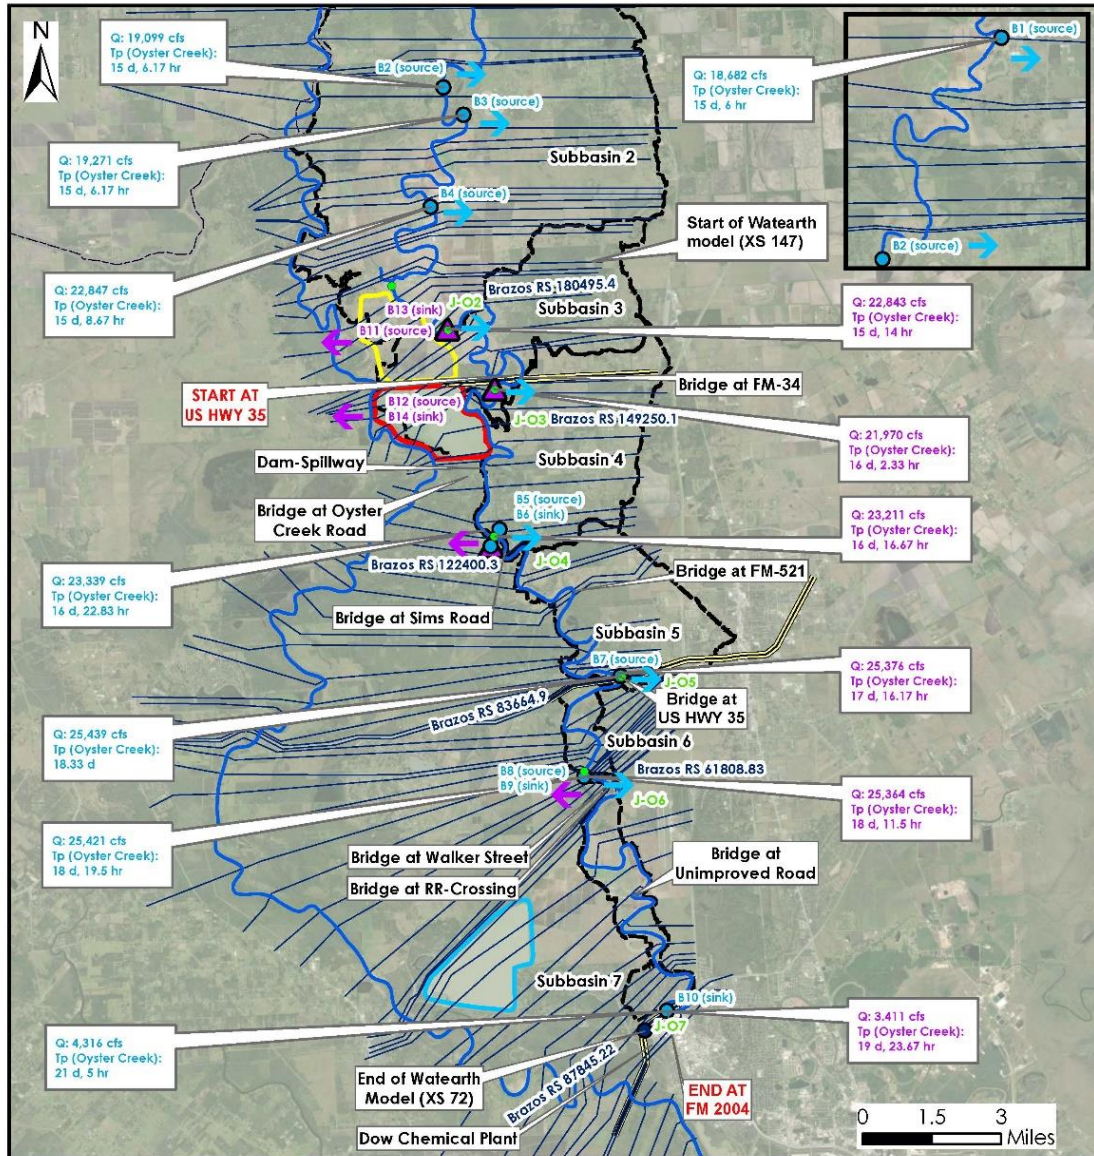 N
Q: 19,099 cfs
Tp (Oyster Creek):
15 d, 6.17 hr
B2 (source)
B3 (source)
Q: 18,682 cfs
Tp (Oyster Creek):
15 d, 6 hr
B1 (source)
B2 (source)
Q: 19,271 cfs
Tp (Oyster Creek):
15 d, 6.17 hr
Subbasin 2
B4 (source)
Start of Watearth
model (XS 147)
Q: 22,847 cfs
Tp (Oyster Creek):
15 d, 8.67 hr
Brazos RS 180495.4
B13 (sink)
J-O2
Subbasin 3
B11 (source)
Q: 22,843 cfs
Tp (Oyster Creek):
15 d, 14 hr
START AT
US HWY 35
Bridge at FM-34
B12 (source)
B14 (sink)
J-O3
Brazos RS 149250.1
Q: 21,970 cfs
Tp (Oyster Creek):
16 d, 2.33 hr
Dam-Spillway
Subbasin 4
Bridge at Oyster
Creek Road
B5 (source)
B6 (sink)
Q: 23,211 cfs
Tp (Oyster Creek):
16 d, 16.67 hr
Brazos RS 122400.3
J-O4
Q: 23,339 cfs
Tp (Oyster Creek):
16 d, 22.83 hr
Bridge at FM-521
Bridge at Sims Road
Subbasin 5
B7 (source)
Q: 25,376 cfs
Tp (Oyster Creek):
17 d, 16.17 hr
J-O5
Brazos RS 83664.9
Bridge at
US HWY 35
Q: 25,439 cfs
Tp (Oyster Creek):
18.33 d
Subbasin 6
B8 (source)
B9 (sink)
Brazos RS 61808.83
J-O6
Q: 25,364 cfs
Tp (Oyster Creek):
18 d, 11.5 hr
Q: 25,421 cfs
Tp (Oyster Creek):
18 d, 19.5 hr
Bridge at Walker Street
Bridge at RR-Crossing
Bridge at
Unimproved Road
Subbasin 7
B10 (sink)
J-O7
Q: 3,411 cfs
Tp (Oyster Creek):
19 d, 23.67 hr
Q: 4,316 cfs
Tp (Oyster Creek):
21 d, 5 hr
End of Watearth
Model (XS 72)
Brazos RS 87845.22
END AT
FM 2004
Dow Chemical Plant
0 1.5 3
Miles